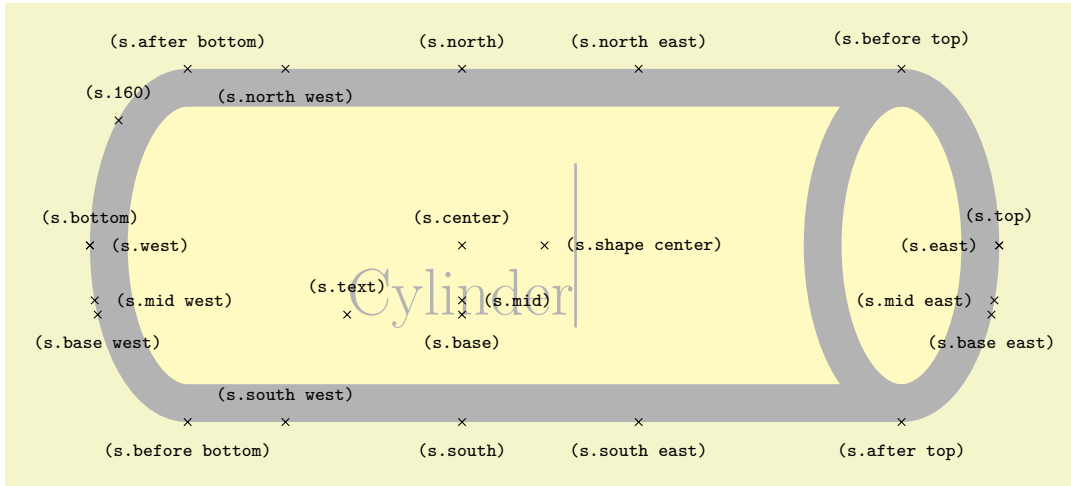 (s.before top)
(s.after bottom)
(s.north)
(s.north east)
(s.160)
(s.north west)
(s.bottom)
(s.center)
(s.top)
(s.west)
(s.shape center)
(s.east)
(s.text)
Cylinder
(s.mid west)
(s.mid)
(s.mid east)
(s.base west)
(s.base)
(s.base east)
(s.south west)
(s.before bottom)
(s.south)
(s.south east)
(s.after top)